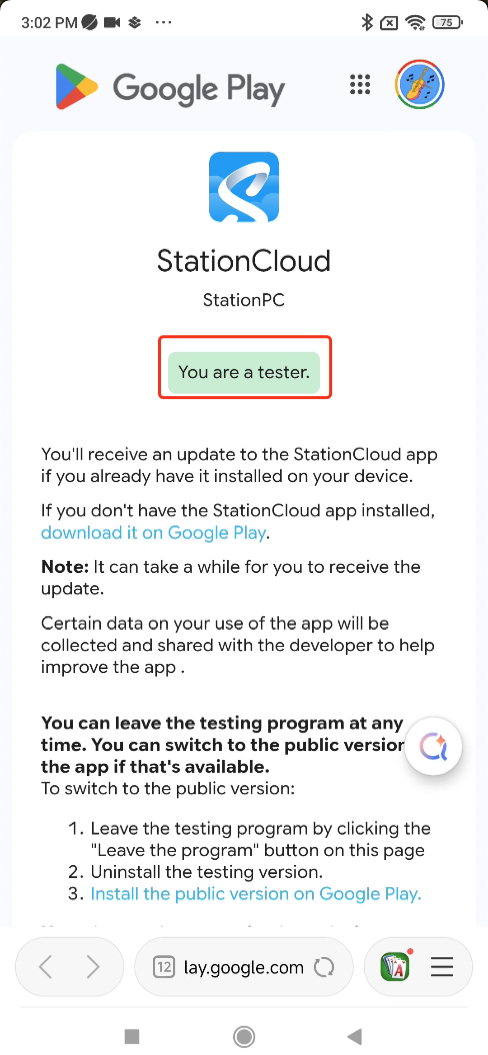 3:02 PM
75
Google Play
StationCloud
StationPC
You are a tester.
You'll receive an update to the StationCloud app
if you already have it installed on your device.
If you don't have the StationCloud app installed,
download it on Google Play.
Note: It can take a while for you to receive the
update.
Certain data on your use of the app will be
collected and shared with the developer to help
improve the app .
You can leave the testing program at any
time. You can switch to the public version
the app if that's available.
To switch to the public version:
1. Leave the testing program by clicking the
"Leave the program" button on this page
2. Uninstall the testing version.
3. Install the public version on Google Play.
12 lay.google.com
A